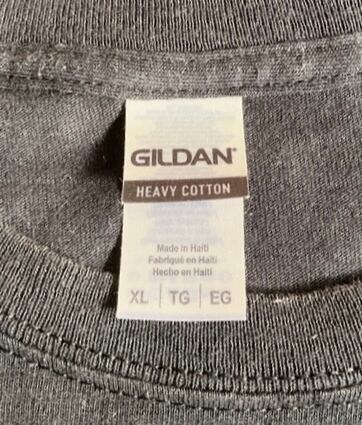 GILDAN
HEAVY COTTON
Made in Haiti
Fabriqué en Haïti
Hecho en Haití
XL | TG | EG